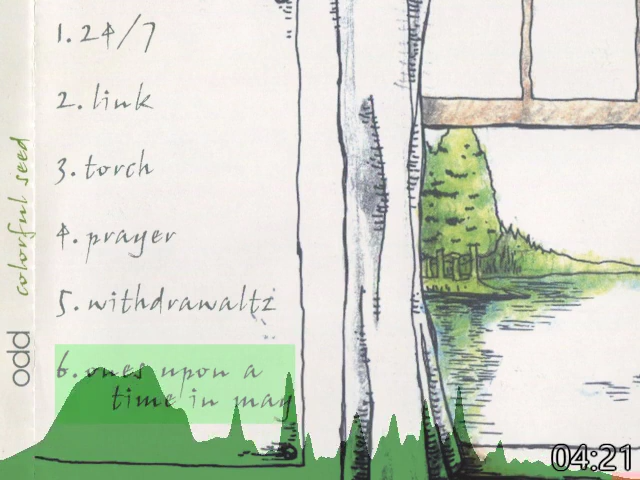 1.24/7
2.link
3.torch
4.prayer
5.withdrawaltz
6.ones upon a
time in may
odd colorful seed
04:21